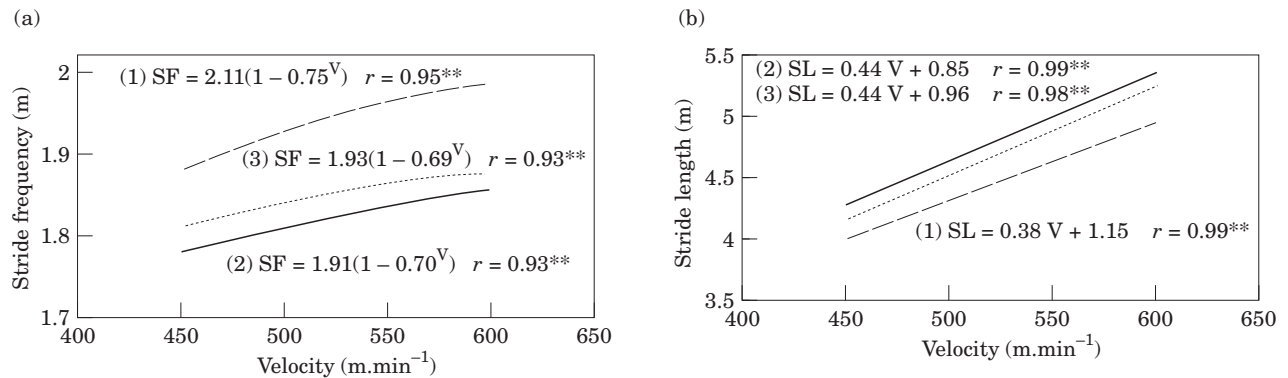 (a)
Stride frequency (m)
2
1.9
1.8
1.7
(1) SF = 2.11(1 – 0.75^V) r = 0.95**
(3) SF = 1.93(1 – 0.69^V) r = 0.93**
(2) SF = 1.91(1 – 0.70^V) r = 0.93**
400 450 500 550 600 650
Velocity (m.min⁻¹)
(b)
Stride length (m)
5.5
5
4.5
4
3.5
(2) SL = 0.44 V + 0.85 r = 0.99**
(3) SL = 0.44 V + 0.96 r = 0.98**
(1) SL = 0.38 V + 1.15 r = 0.99**
400 450 500 550 600 650
Velocity (m.min⁻¹)